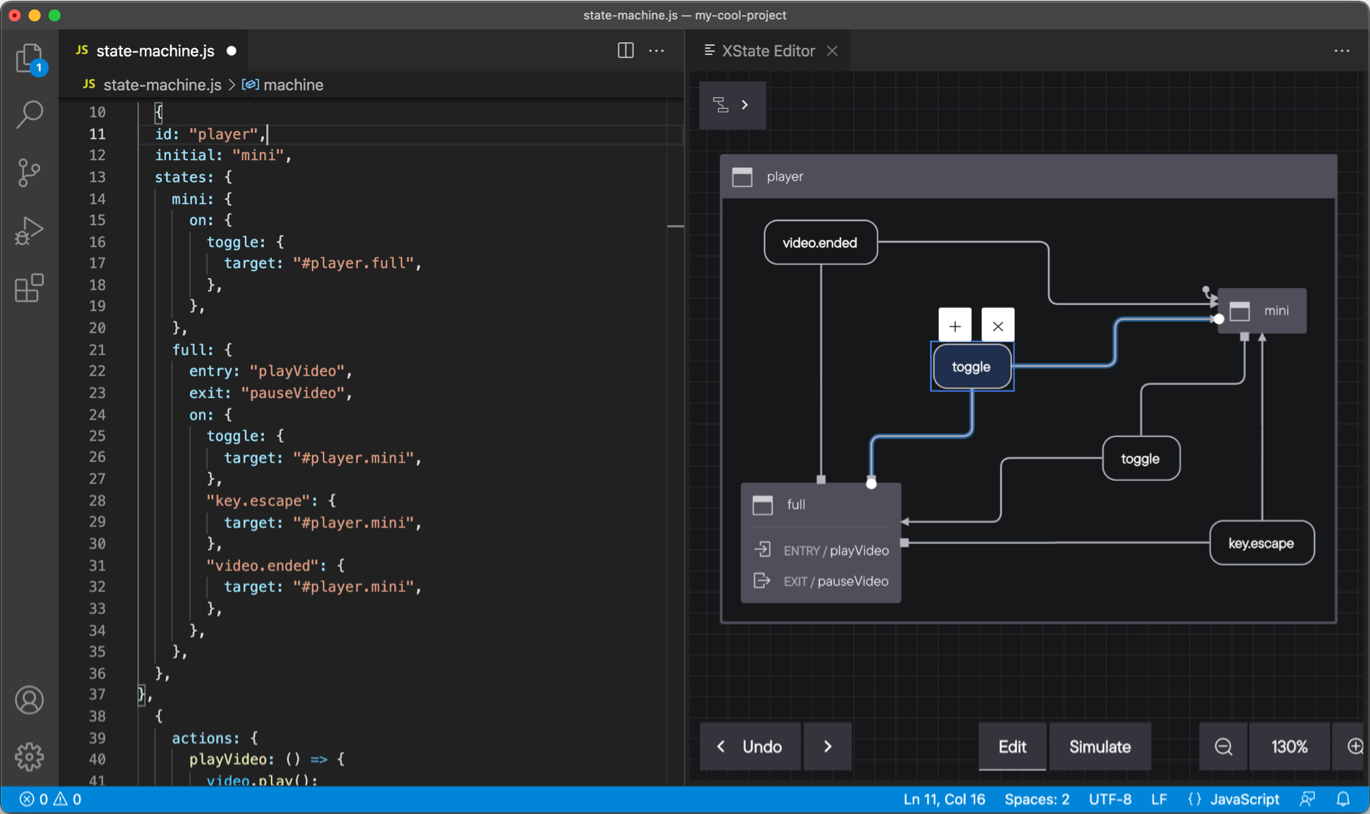 state-machine.js — my-cool-project
JS state-machine.js
XState Editor
1
JS state-machine.js > machine
10 {
11 id: "player",
12 initial: "mini",
13 states: {
14 mini: {
15 on: {
16 toggle: {
17 target: "#player.full",
18 },
19 },
20 },
21 full: {
22 entry: "playVideo",
23 exit: "pauseVideo",
24 on: {
25 toggle: {
26 target: "#player.mini",
27 },
28 "key.escape": {
29 target: "#player.mini",
30 },
31 "video.ended": {
32 target: "#player.mini",
33 },
34 },
35 },
36 },
37 },
38 {
39 actions: {
40 playVideo: () => {
41 video.play();
player
video.ended
mini
toggle
toggle
full
ENTRY / playVideo
EXIT / pauseVideo
key.escape
Undo
Edit
Simulate
130%
0 0
Ln 11, Col 16
Spaces: 2
UTF-8
LF
{} JavaScript